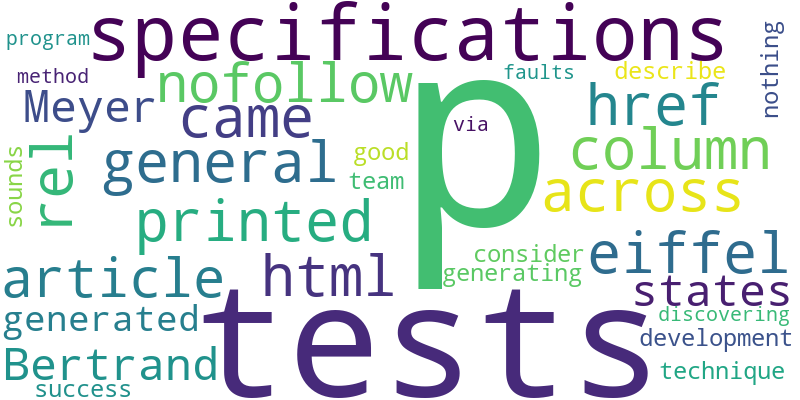 program
specifications
nothing
method
nofollow
faults
describe
Meyer
came
via
href
p
rel
general
good
column
sounds
team
across
printed
consider
eiffel
article
html
generating
states
generated
tests
discovering
development
Bertrand
technique
success